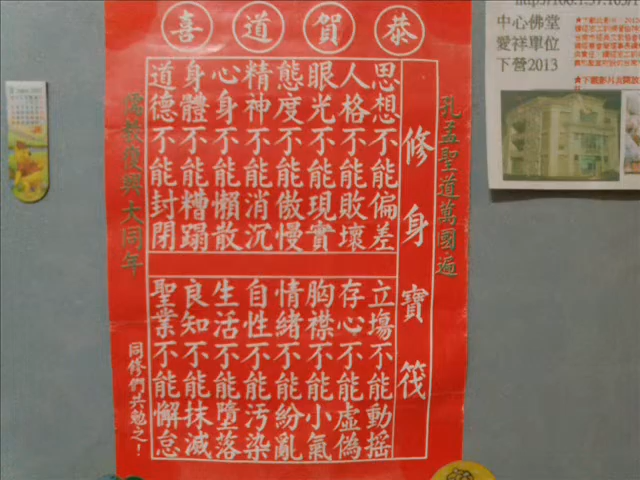 恭賀道喜
孔孟聖道萬國遍
修身寶筏
思想不能偏差
人格不能敗壞
眼光不能現實
態度不能傲慢
精神不能消沉
心身不能懶散
身體不能糟蹋
道德不能封閉
立塲不能動搖
存心不能虛偽
胸襟不能小氣
情緒不能紛亂
自性不能污染
生活不能墮落
良知不能抹滅
聖業不能懈怠
儒教復興大同年
同修們共勉之！
中心佛堂
愛祥單位
下營2013